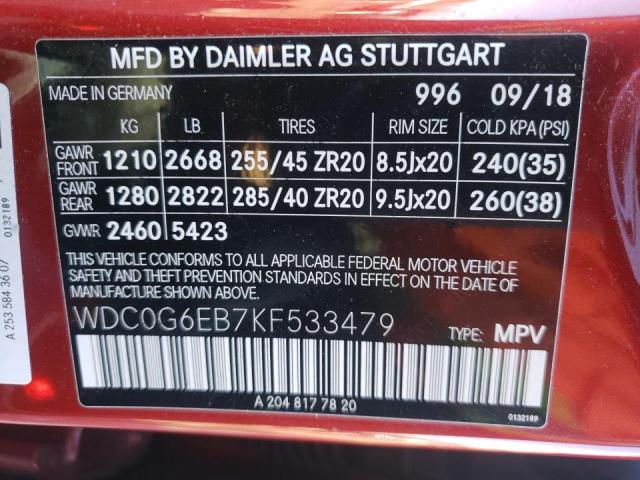 MFD BY DAIMLER AG STUTTGART
MADE IN GERMANY 996 09/18
KG LB TIRES RIM SIZE COLD KPA(PSI)
GAWR FRONT 1210 2668 255/45 ZR20 8.5Jx20 240(35)
GAWR REAR 1280 2822 285/40 ZR20 9.5Jx20 260(38)
GVWR 2460 5423
THIS VEHICLE CONFORMS TO ALL APPLICABLE FEDERAL MOTOR VEHICLE
SAFETY AND THEFT PREVENTION STANDARDS IN EFFECT ON THE
DATE OF MANUFACTURE SHOWN ABOVE.
WDC0G6EB7KF533479 TYPE: MPV
A 204 817 78 20
0132189
A 253 584 36 07
0132189